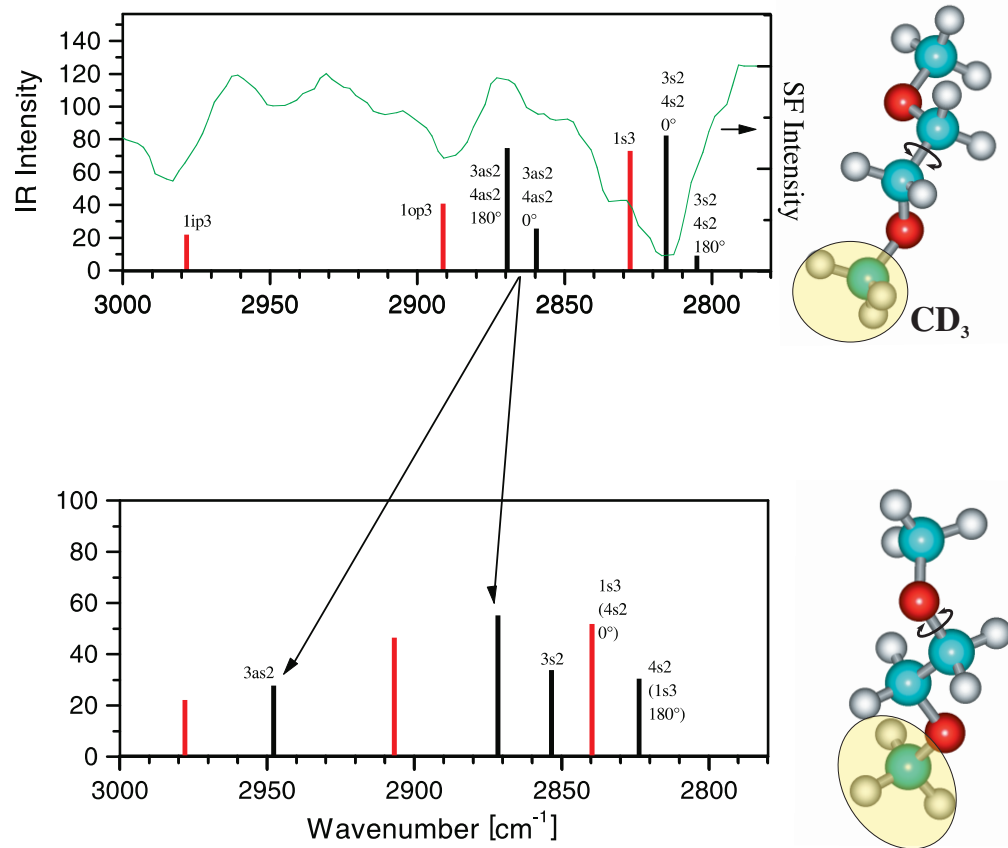 140
120
100
80
60
40
20
0
IR Intensity
3000
2950
2900
2850
2800
SF Intensity
1ip3
1op3
3as2
4as2
180°
3as2
4as2
0°
1s3
3s2
4s2
0°
3s2
4s2
180°
CD₃
100
80
60
40
20
0
3as2
3s2
1s3
(4s2
0°)
4s2
(1s3
180°)
3000
2950
2900
2850
2800
Wavenumber [cm⁻¹]